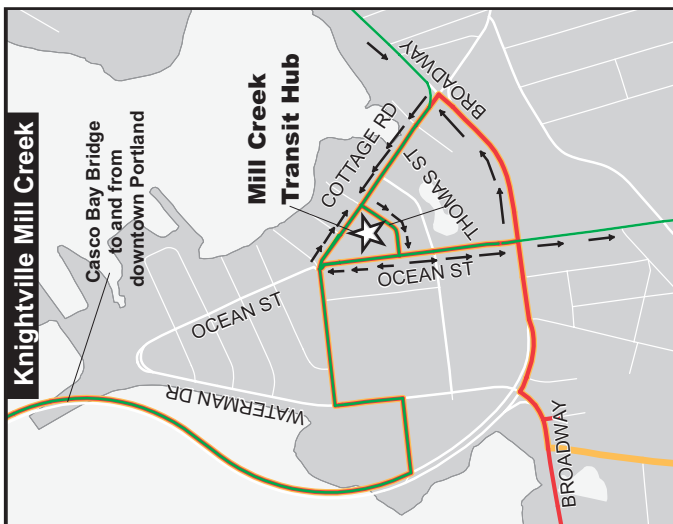 Knightville Mill Creek
Casco Bay Bridge
to and from
downtown Portland
Mill Creek
Transit Hub
BROADWAY
COTTAGE RD
THOMAS ST
OCEAN ST
OCEAN ST
WATERMAN DR
BROADWAY